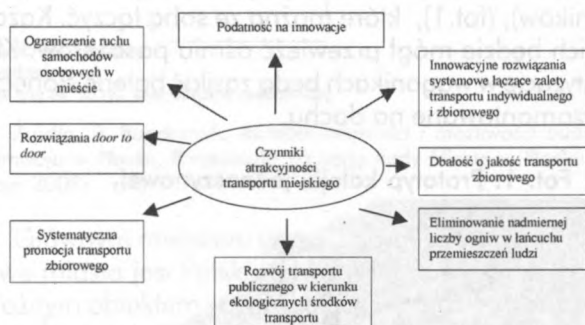 Podatność na innowacje
Ograniczenie ruchu
samochodów
osobowych w
mieście
Innowacyjne rozwiązania
systemowe łączące zalety
transportu indywidualnego
i zbiorowego
Rozwiązania door to
door
Czynniki
atrakcyjności
transportu miejskiego
Dbałość o jakość transportu
zbiorowego
Systematyczna
promocja transportu
zbiorowego
Eliminowanie nadmiernej
liczby ogniw w łańcuchu
przemieszczeń ludzi
Rozwój transportu
publicznego w kierunku
ekologicznych środków
transportu